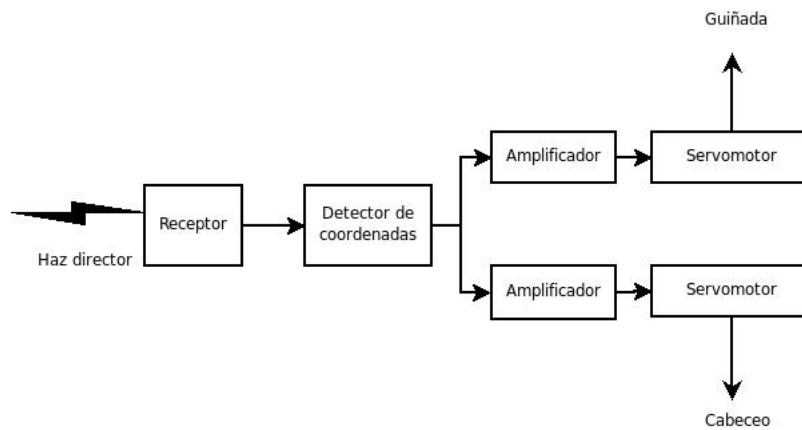 Guiñada
Amplificador
Servomotor
Receptor
Detector de
coordenadas
Haz director
Amplificador
Servomotor
Cabeceo